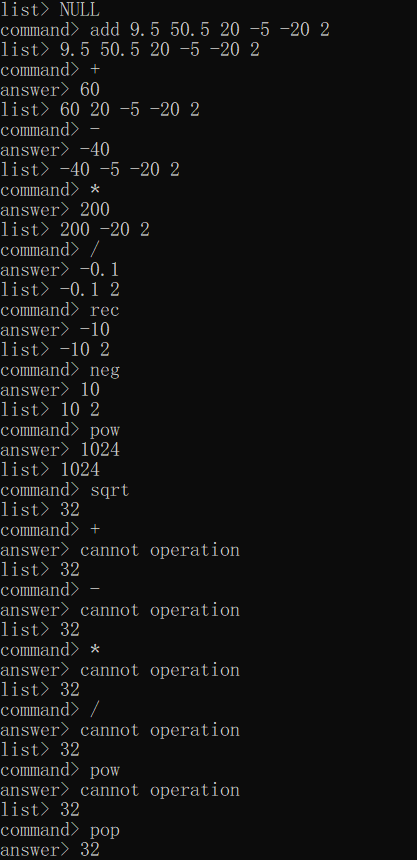 list> NULL
command> add 9.5 50.5 20 -5 -20 2
list> 9.5 50.5 20 -5 -20 2
command> +
answer> 60
list> 60 20 -5 -20 2
command> -
answer> -40
list> -40 -5 -20 2
command> *
answer> 200
list> 200 -20 2
command> /
answer> -0.1
list> -0.1 2
command> rec
answer> -10
list> -10 2
command> neg
answer> 10
list> 10 2
command> pow
answer> 1024
list> 1024
command> sqrt
list> 32
command> +
answer> cannot operation
list> 32
command> -
answer> cannot operation
list> 32
command> *
answer> cannot operation
list> 32
command> /
answer> cannot operation
list> 32
command> pow
answer> cannot operation
list> 32
command> pop
answer> 32